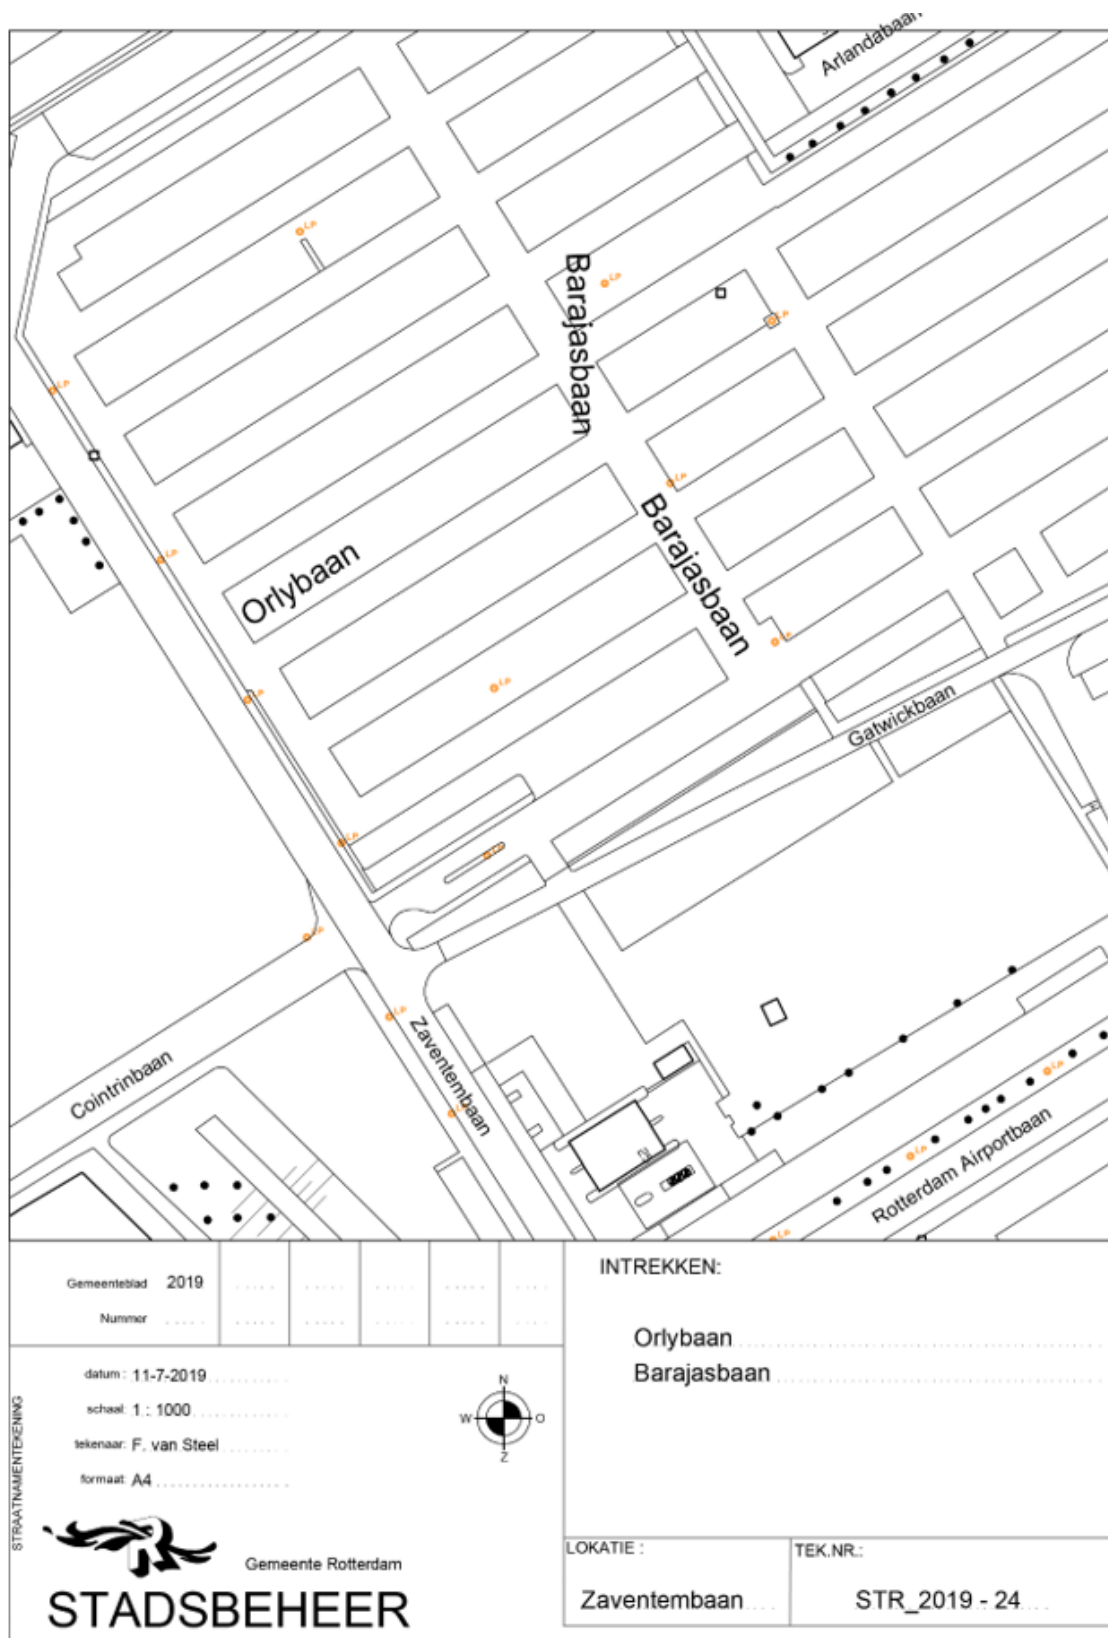 Arlandabaan
L.p.
L.p.
Barajasbaan
L.p.
L.p.
L.p.
Barajasbaan
L.p.
Orlybaan
L.p.
L.p.
L.p.
L.p.
Gatwickbaan
L.p.
L.p.
L.p.
L.p.
Zaventembaan
Cointrinbaan
L.p.
L.p.
Rotterdam Airportbaan
L.p.
L.p.
Gemeenteblad 2019
Nummer
datum : 11-7-2019
schaal: 1 : 1000
tekenaar: F. van Steel
formaat: A4
STRAATNAMENTEKENING
N
W O
Z
Gemeente Rotterdam
STADSBEHEER
INTREKKEN:
Orlybaan
Barajasbaan
LOKATIE :
Zaventembaan
TEK.NR.:
STR_2019 - 24